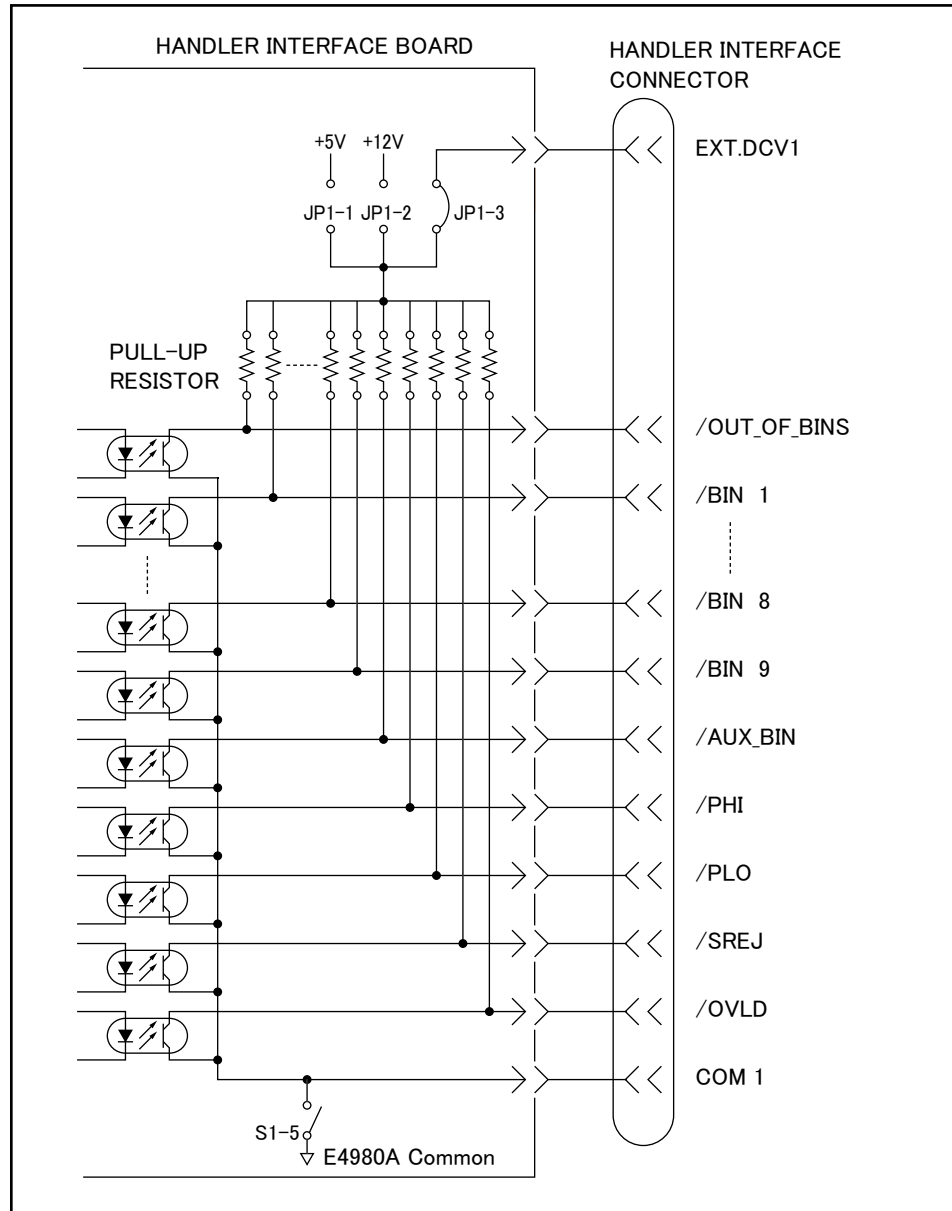 HANDLER INTERFACE BOARD
HANDLER INTERFACE
CONNECTOR
+5V +12V
EXT.DCV1
JP1-1 JP1-2 JP1-3
PULL-UP
RESISTOR
/OUT_OF_BINS
/BIN 1
/BIN 8
/BIN 9
/AUX_BIN
/PHI
/PLO
/SREJ
/OVLD
COM 1
S1-5
E4980A Common